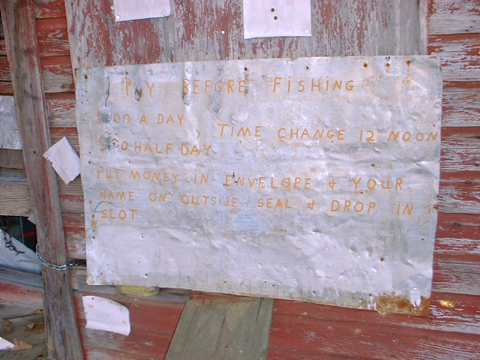 PAY BEFORE FISHING
A DAY TIME CHANGE 12 NOON
HALF DAY
PUT MONEY IN ENVELOPE & YOUR
NAME ON OUTSIDE SEAL & DROP IN
SLOT